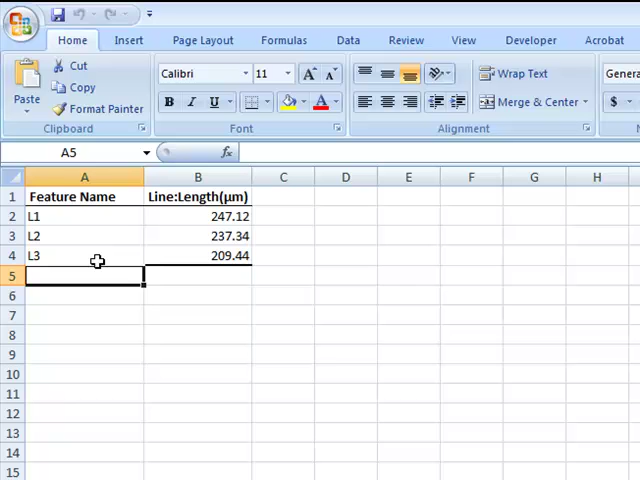 Home Insert Page Layout Formulas Data Review View Developer Acrobat
Paste Cut Calibri 11 A A Wrap Text
Copy
Format Painter B I U A Merge & Center $
Clipboard Font Alignment
A5 fx
A B C D E F G H
1 Feature Name Line:Length(µm)
2 L1 247.12
3 L2 237.34
4 L3 209.44
5
6
7
8
9
10
11
12
13
14
15